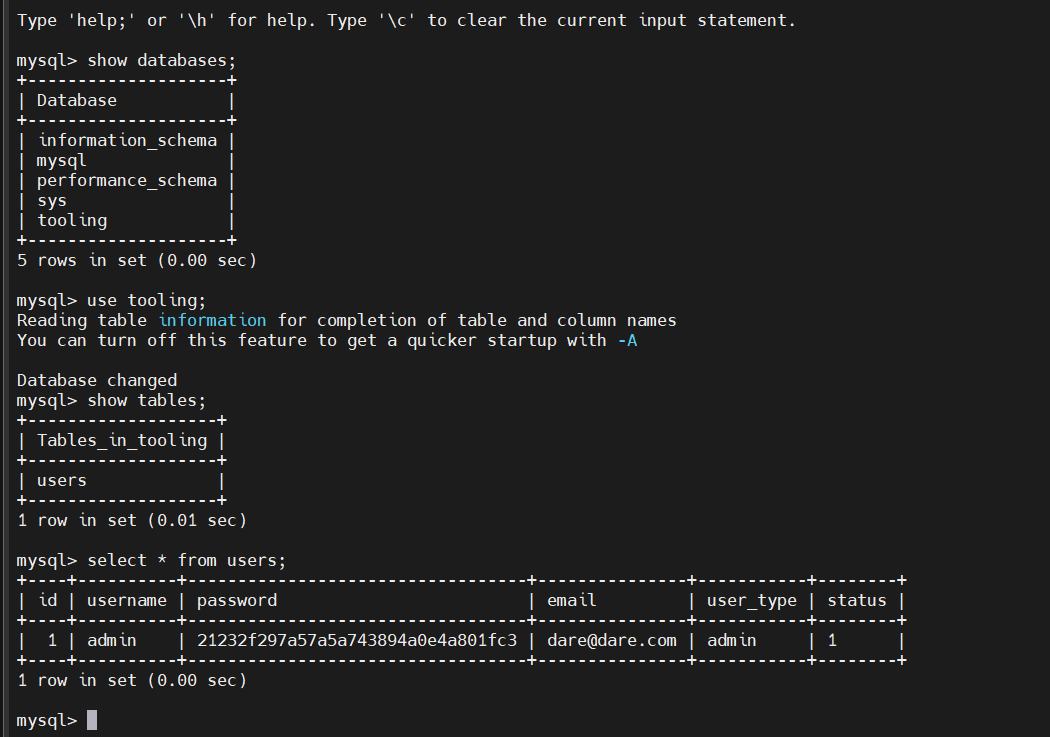 Type 'help;' or '\h' for help. Type '\c' to clear the current input statement.
mysql> show databases;
+--------------------+
| Database           |
+--------------------+
| information_schema |
| mysql              |
| performance_schema |
| sys                |
| tooling            |
+--------------------+
5 rows in set (0.00 sec)
mysql> use tooling;
Reading table information for completion of table and column names
You can turn off this feature to get a quicker startup with -A
Database changed
mysql> show tables;
+-------------------+
| Tables_in_tooling |
+-------------------+
| users             |
+-------------------+
1 row in set (0.01 sec)
mysql> select * from users;
+----+----------+----------------------------------+---------------+-----------+--------+
| id | username | password                         | email         | user_type | status |
+----+----------+----------------------------------+---------------+-----------+--------+
|  1 | admin    | 21232f297a57a5a743894a0e4a801fc3 | dare@dare.com | admin     | 1      |
+----+----------+----------------------------------+---------------+-----------+--------+
1 row in set (0.00 sec)
mysql>